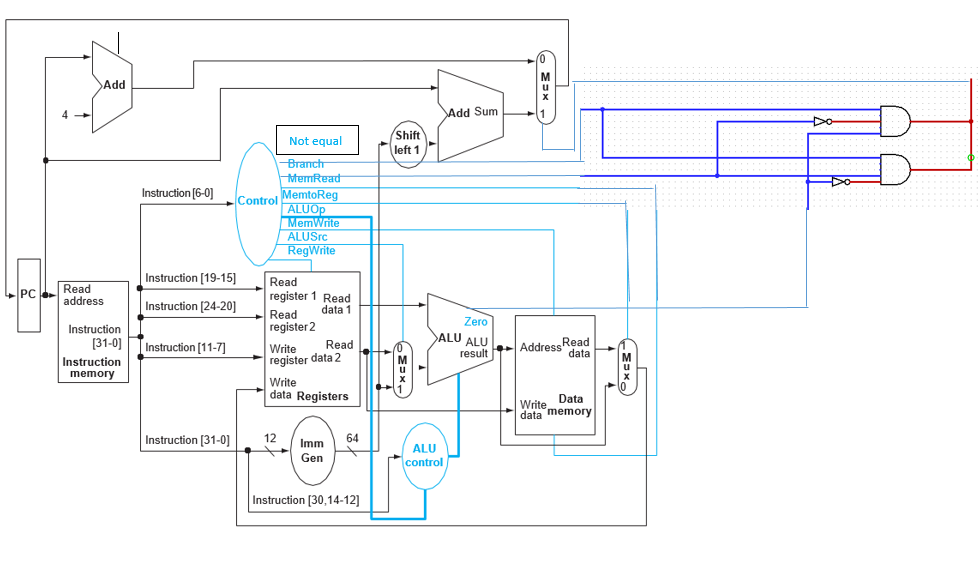 0
M
u
x
1
Add
4
Add Sum
Shift
left 1
Not equal
Branch
MemRead
MemtoReg
ALUOp
MemWrite
ALUSrc
RegWrite
Control
Instruction [6-0]
PC
Read
address
Instruction
[31-0]
Instruction
memory
Instruction [19-15]
Instruction [24-20]
Instruction [11-7]
Instruction [31-0]
Read
register 1
Read
data 1
Read
register 2
Read
data 2
Write
register
Write
data
Registers
0
M
u
x
1
Zero
ALU
ALU
result
Address
Read
data
Write
data
Data
memory
1
M
u
x
0
12
Imm
Gen
64
ALU
control
Instruction [30,14-12]